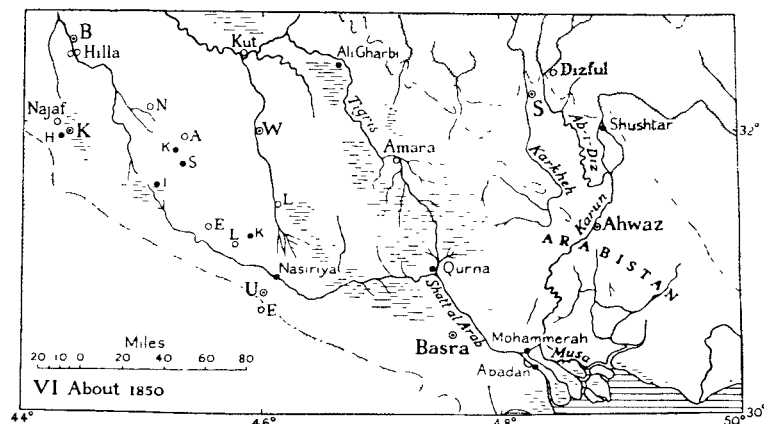 B
Hilla
Kut
Ali Gharbi
Dizful
S
Najaf
K
H
N
K
A
S
W
Tigris
Amara
Karkheh
Ab-i-Diz
Shushtar
32°
I
L
E
L
K
Karun
Ahwaz
ARABISTAN
Nasiriya
Qurna
U
E
Shatt al Arab
Basra
Mohammerah
Musa
Abadan
Miles
20 10 0 20 40 60 80
VI About 1850
44° 46° 48° 50° 30°